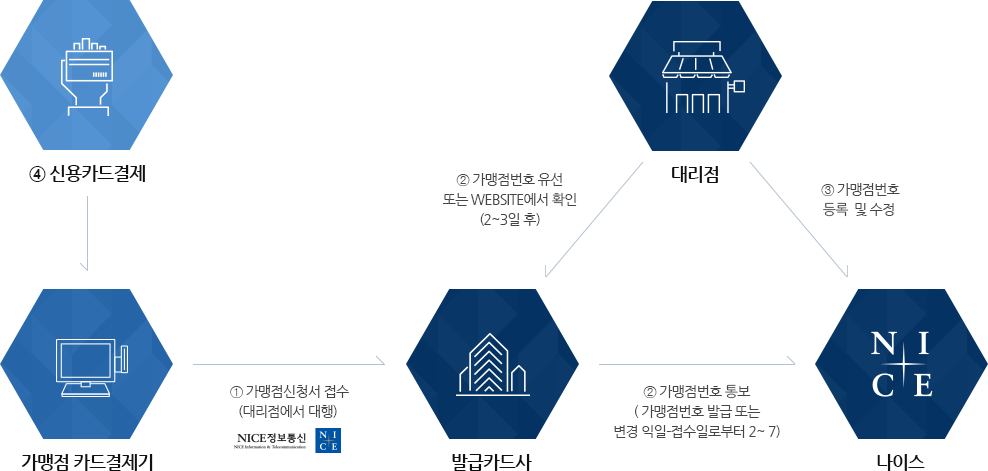 ④ 신용카드결제
대리점
② 가맹점번호 유선
또는 WEBSITE에서 확인
(2~3일 후)
③ 가맹점번호
등록 및 수정
N I
C E
① 가맹점신청서 접수
(대리점에서 대행)
NICE정보통신
NICE Information & Telecommunication
N I
C E
② 가맹점번호 통보
( 가맹점번호 발급 또는
변경 익일-접수일로부터 2~ 7)
가맹점 카드결제기
발급카드사
나이스